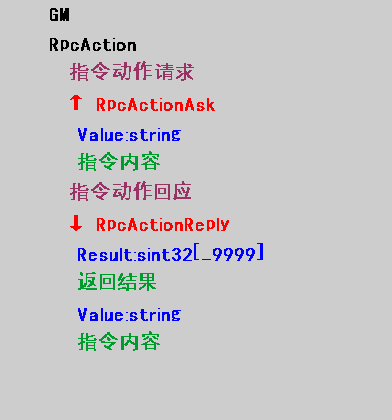 GM
RpcAction
指令动作请求
↑ RpcActionAsk
Value:string
指令内容
指令动作回应
↓ RpcActionReply
Result:sint32[_9999]
返回结果
Value:string
指令内容